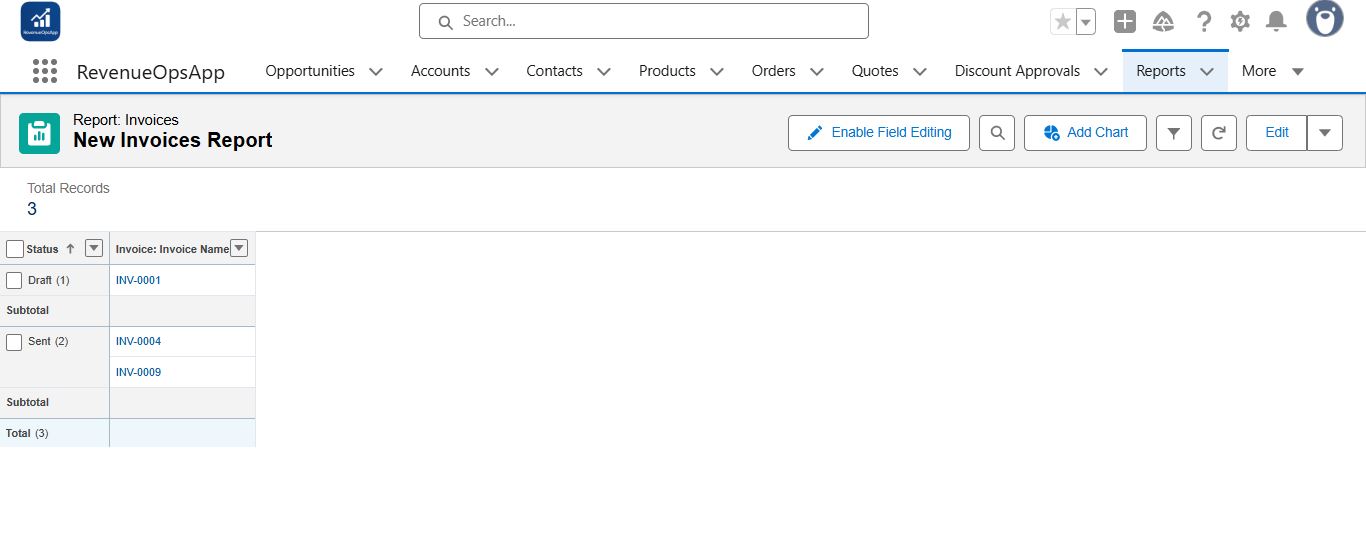 RevenueOpsApp
Search...
RevenueOpsApp
Opportunities
Accounts
Contacts
Products
Orders
Quotes
Discount Approvals
Reports
More
Report: Invoices
New Invoices Report
Enable Field Editing
Add Chart
Edit
Total Records
3
Status
Invoice: Invoice Name
Draft (1)
INV-0001
Subtotal
Sent (2)
INV-0004
INV-0009
Subtotal
Total (3)